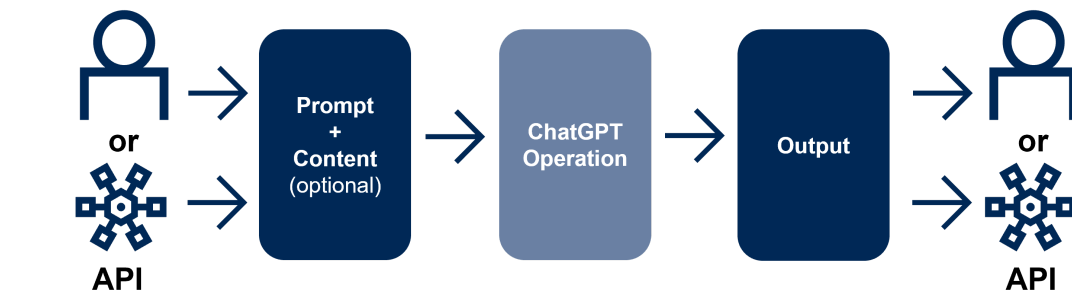 or
API
Prompt
+
Content
(optional)
ChatGPT
Operation
Output
or
API